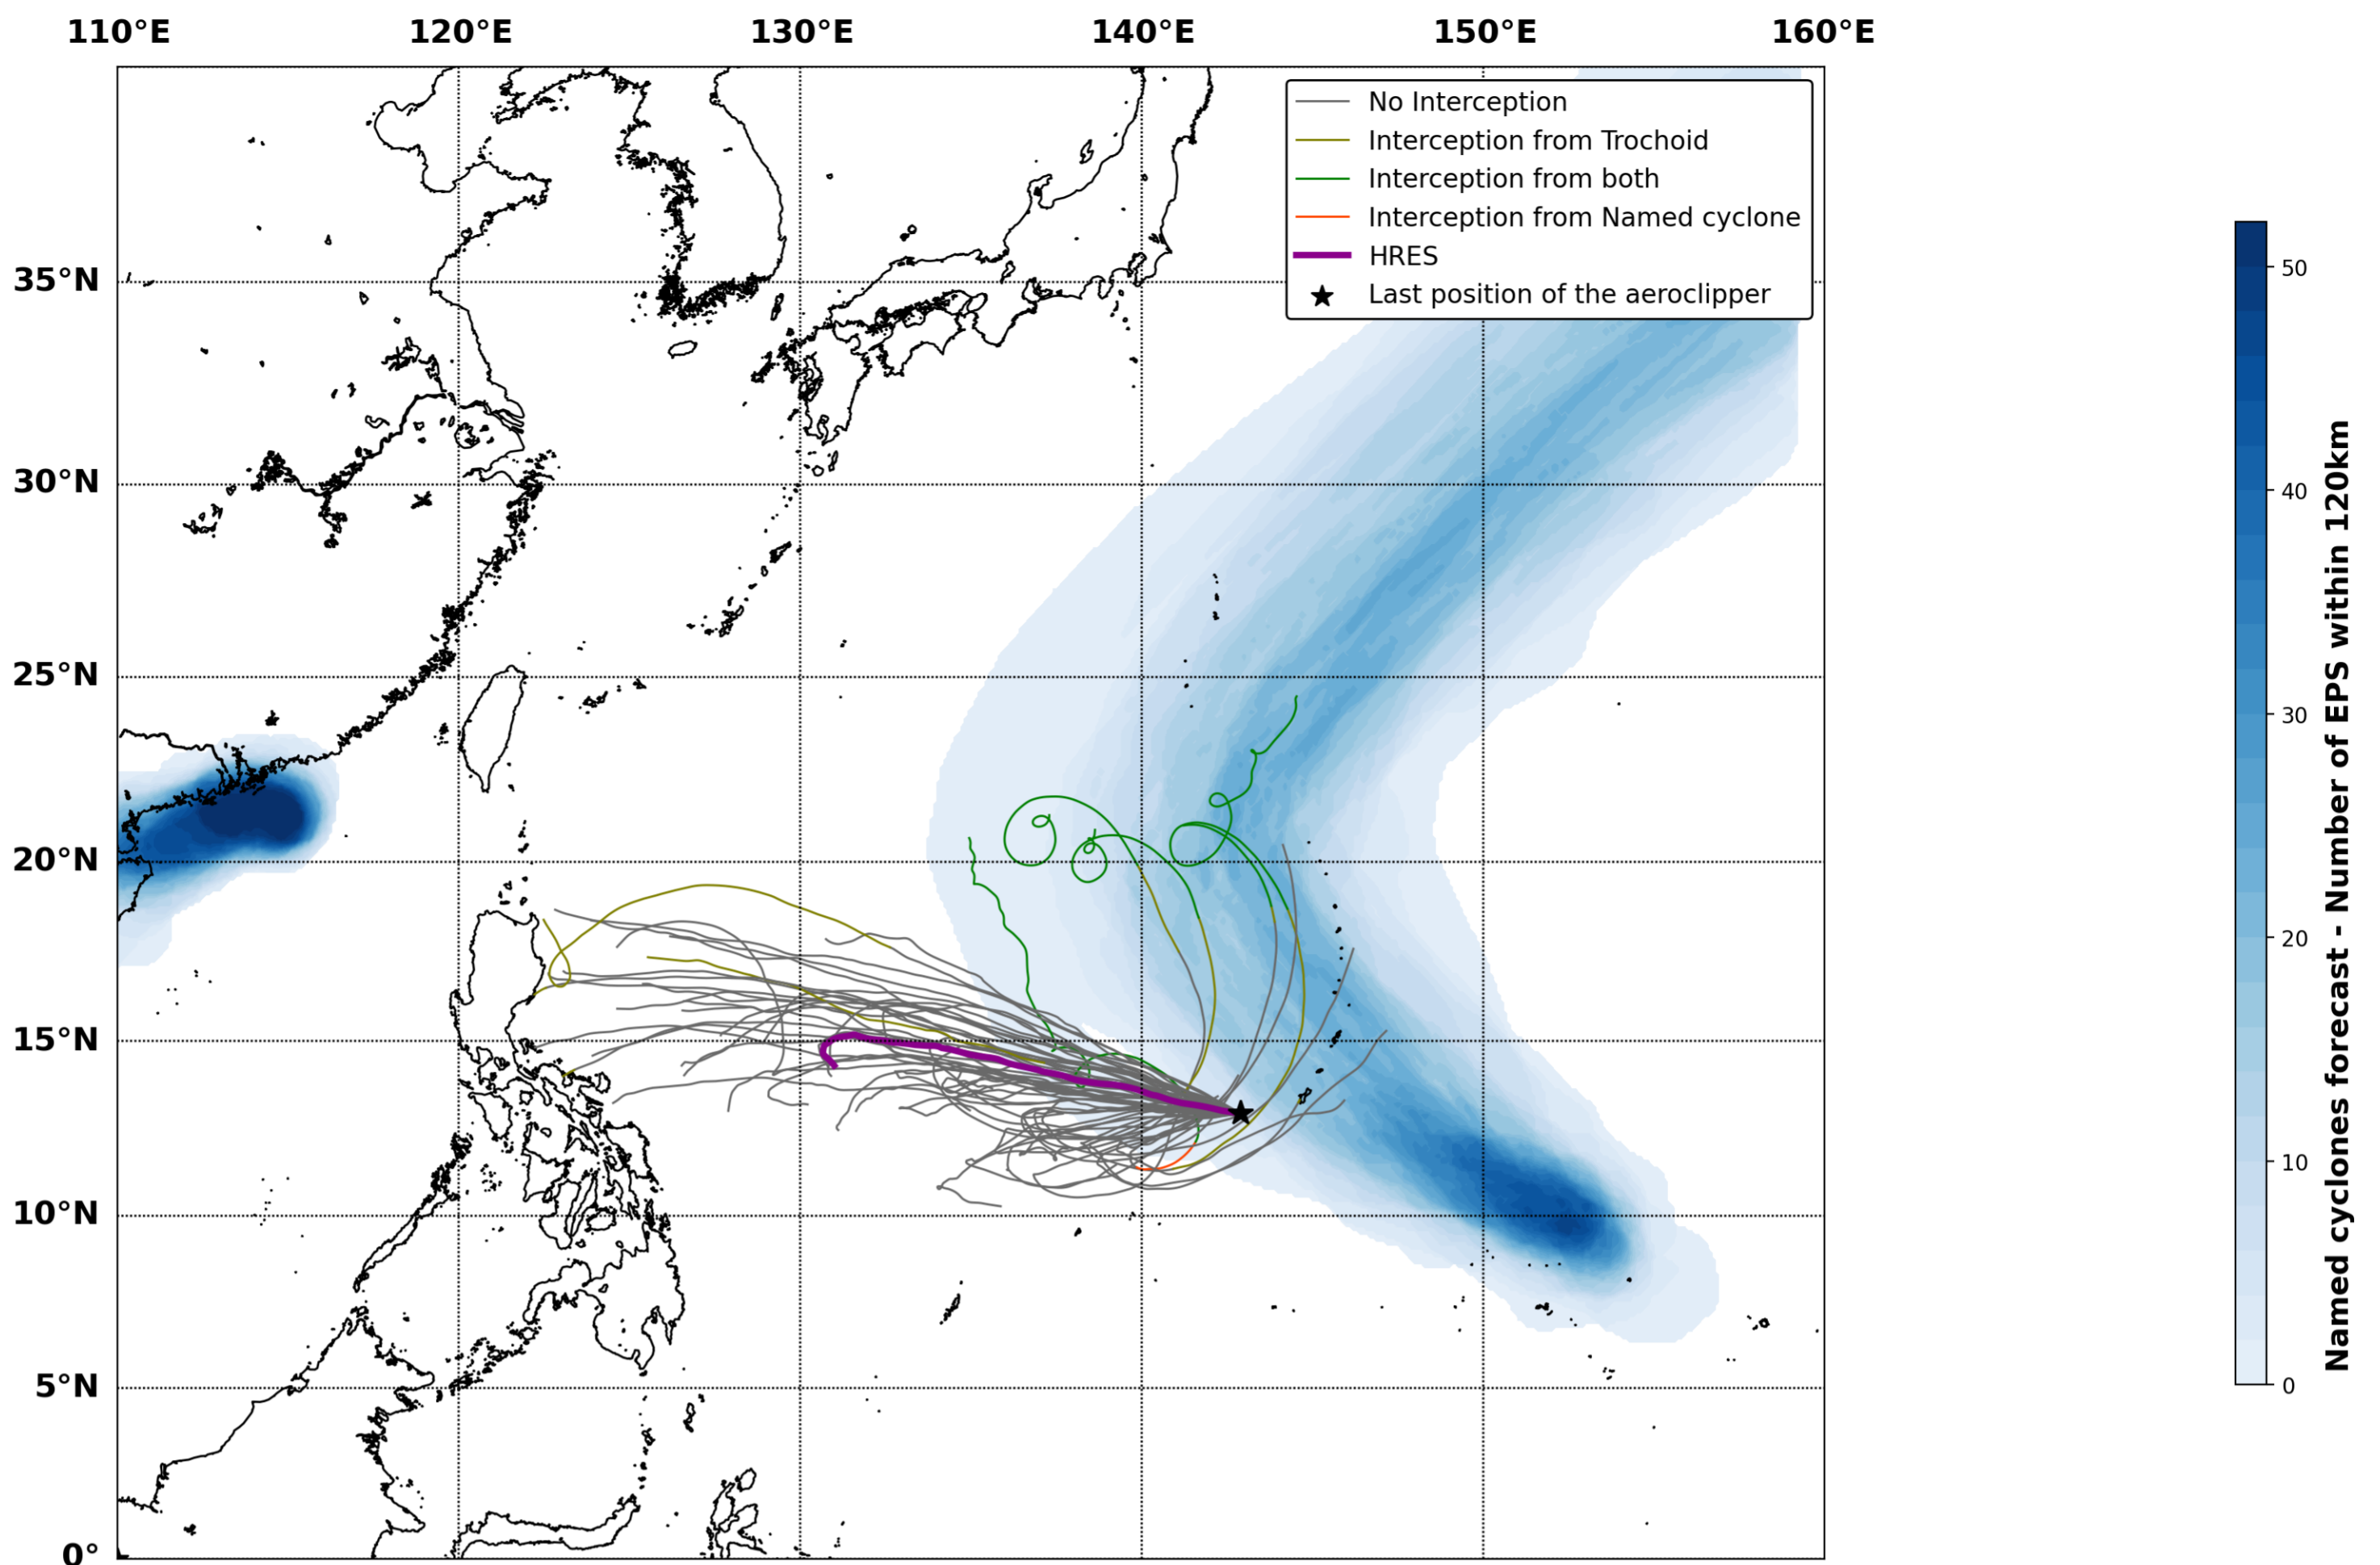 110°E 120°E 130°E 140°E 150°E 160°E
No Interception
Interception from Trochoid
Interception from both
Interception from Named cyclone
HRES
Last position of the aeroclipper
35°N
30°N
25°N
20°N
15°N
10°N
5°N
0°
50
40
30
20
10
0
Named cyclones forecast - Number of EPS within 120km